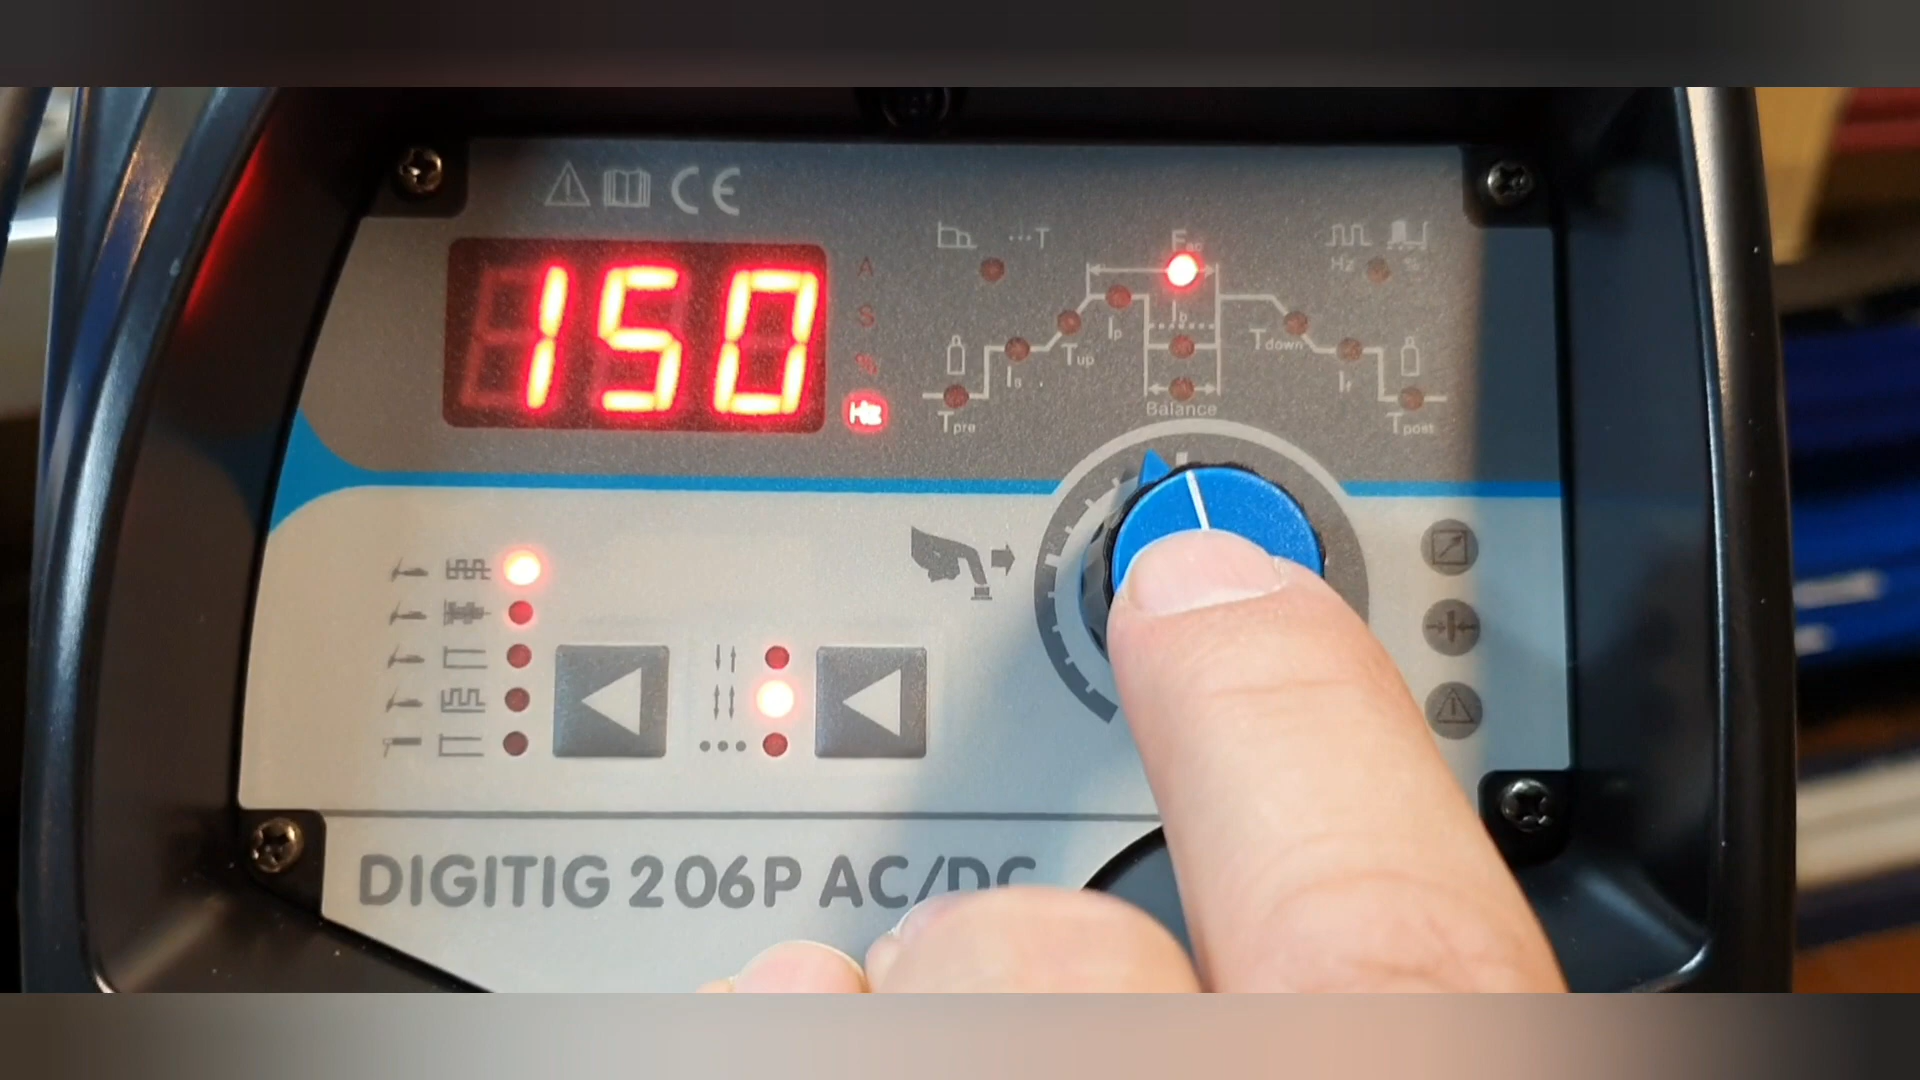 CE
150
A
S
%
Hz
T
Fac
Hz %
Ip
Ib
Tup
Tdown
Is
If
Tpre
Balance
Tpost
DIGITIG 206P AC/DC